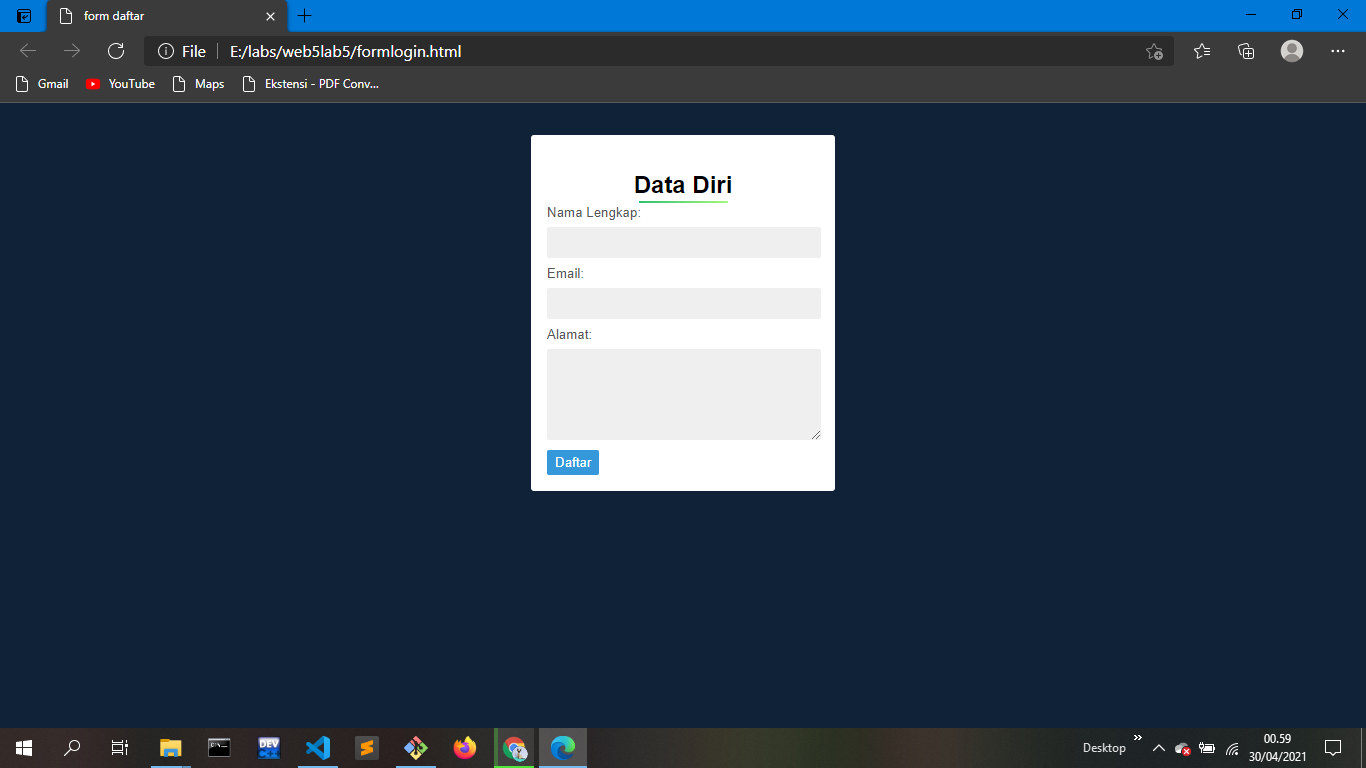 form daftar
File E:/labs/web5lab5/formlogin.html
Gmail YouTube Maps Ekstensi - PDF Conv...
Data Diri
Nama Lengkap:
Email:
Alamat:
Daftar
DEV
C++
Desktop
00.59
30/04/2021